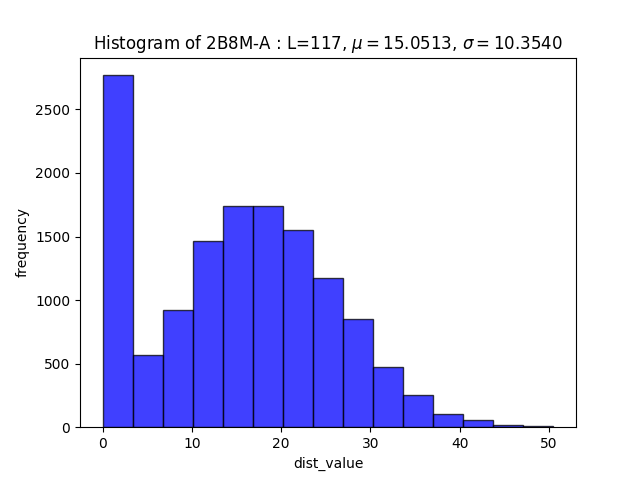 Histogram of 2B8M-A : L=117, μ = 15.0513, σ = 10.3540
frequency
2500
2000
1500
1000
500
0
0 10 20 30 40 50
dist_value